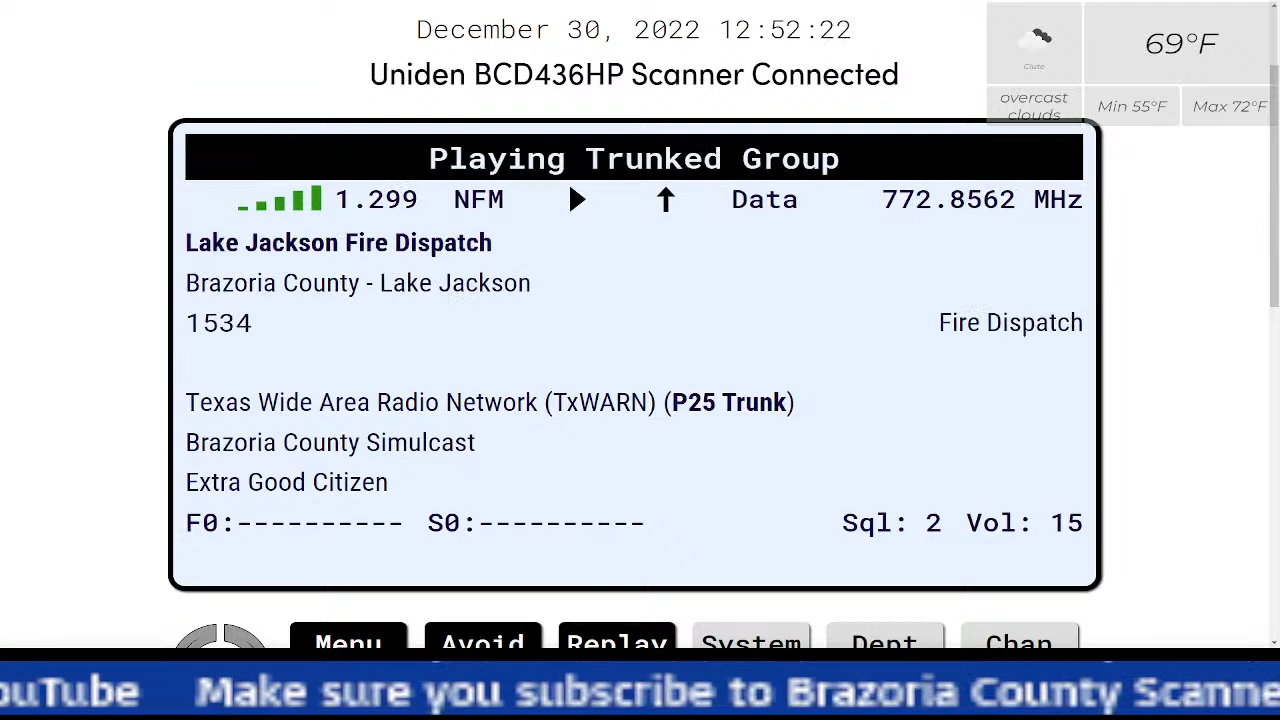 December 30, 2022 12:52:22
Uniden BCD436HP Scanner Connected
Clute
69°F
overcast clouds
Min 55°F
Max 72°F
Playing Trunked Group
1.299 NFM Data 772.8562 MHz
Lake Jackson Fire Dispatch
Brazoria County - Lake Jackson
1534 Fire Dispatch
Texas Wide Area Radio Network (TxWARN) (P25 Trunk)
Brazoria County Simulcast
Extra Good Citizen
F0:---------- S0:---------- Sql: 2 Vol: 15
Menu Avoid Replay System Dept Chan
ouTube Make sure you subscribe to Brazoria County Scanne